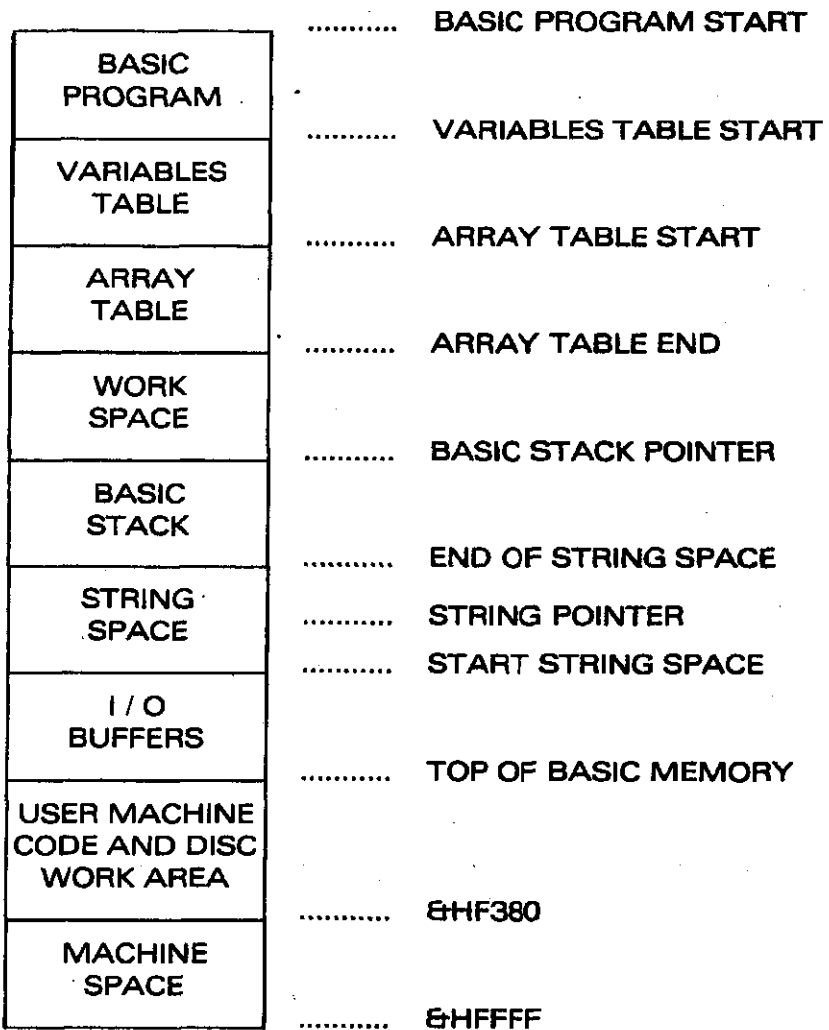 ........... BASIC PROGRAM START
BASIC
PROGRAM
........... VARIABLES TABLE START
VARIABLES
TABLE
........... ARRAY TABLE START
ARRAY
TABLE
........... ARRAY TABLE END
WORK
SPACE
........... BASIC STACK POINTER
BASIC
STACK
........... END OF STRING SPACE
STRING
SPACE
........... STRING POINTER
........... START STRING SPACE
I / O
BUFFERS
........... TOP OF BASIC MEMORY
USER MACHINE
CODE AND DISC
WORK AREA
........... &HF380
MACHINE
SPACE
........... &HFFFF